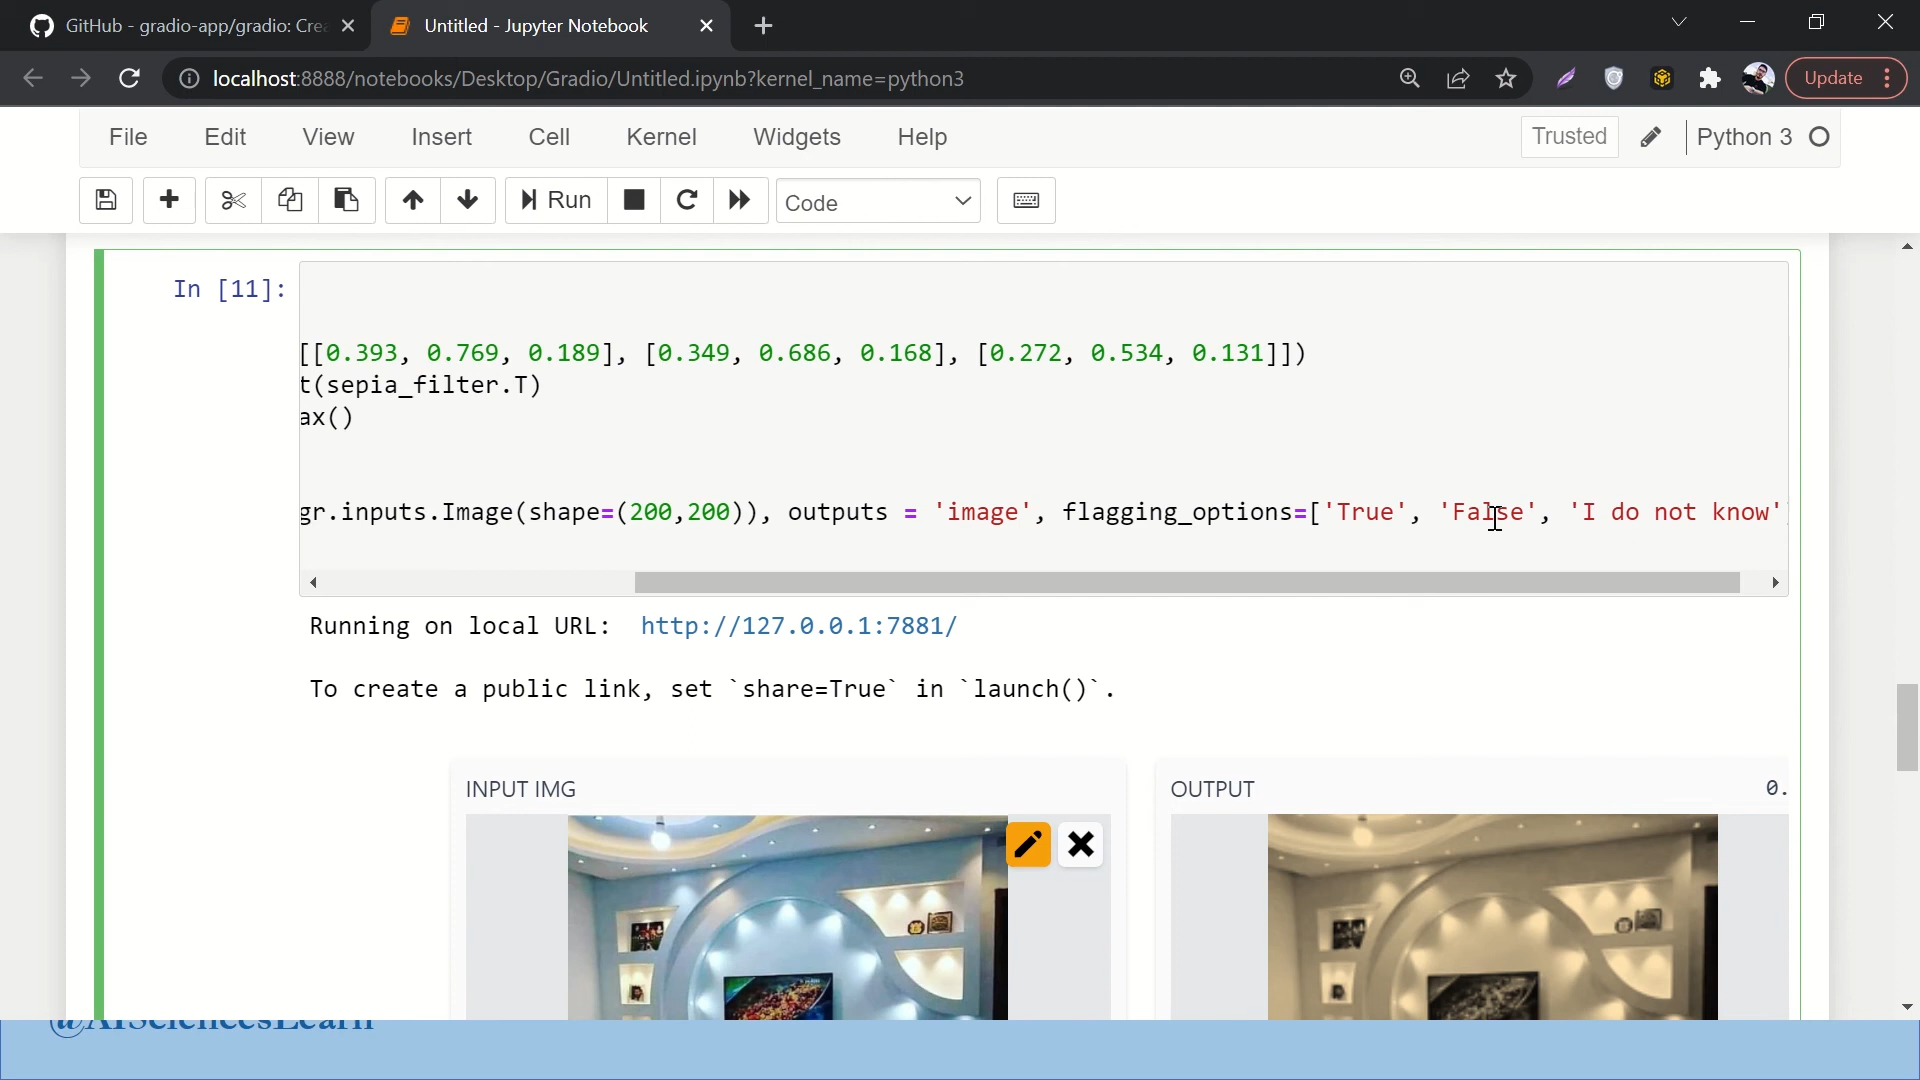 GitHub - gradio-app/gradio: Cre
Untitled - Jupyter Notebook
localhost:8888/notebooks/Desktop/Gradio/Untitled.ipynb?kernel_name=python3
Update
File Edit View Insert Cell Kernel Widgets Help
Trusted Python 3
Run Code
In [11]:
[[0.393, 0.769, 0.189], [0.349, 0.686, 0.168], [0.272, 0.534, 0.131]])
t(sepia_filter.T)
ax()
gr.inputs.Image(shape=(200,200)), outputs = 'image', flagging_options=['True', 'False', 'I do not know'
Running on local URL: http://127.0.0.1:7881/
To create a public link, set `share=True` in `launch()`.
INPUT IMG
OUTPUT 0.
@AISciencesLearn